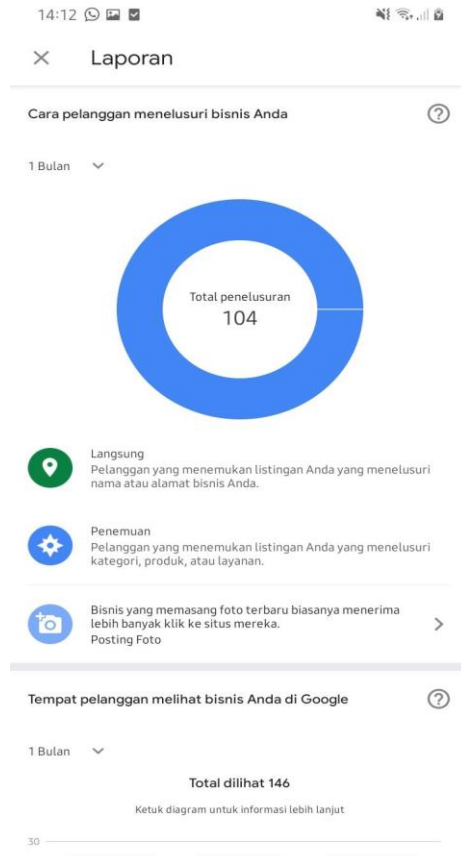 14:12
Laporan
Cara pelanggan menelusuri bisnis Anda
1 Bulan
Total penelusuran
104
Langsung
Pelanggan yang menemukan listingan Anda yang menelusuri
nama atau alamat bisnis Anda.
Penemuan
Pelanggan yang menemukan listingan Anda yang menelusuri
kategori, produk, atau layanan.
Bisnis yang memasang foto terbaru biasanya menerima
lebih banyak klik ke situs mereka.
Posting Foto
Tempat pelanggan melihat bisnis Anda di Google
1 Bulan
Total dilihat 146
Ketuk diagram untuk informasi lebih lanjut
30